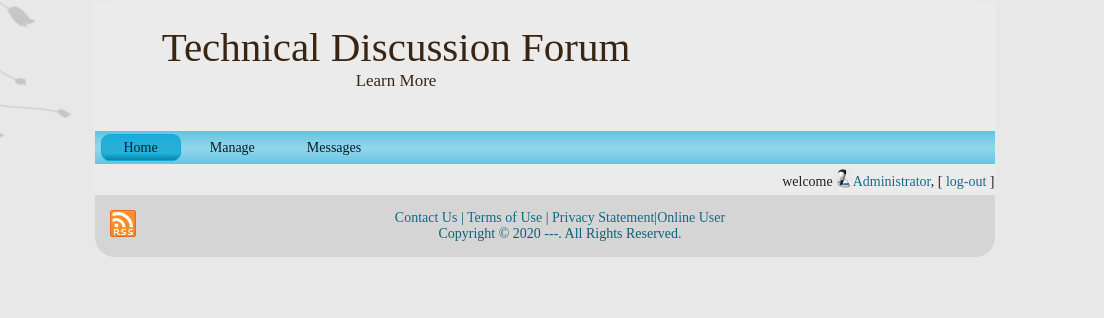 Technical Discussion Forum
Learn More
Home Manage Messages
welcome Administrator, [ log-out ]
RSS
Contact Us | Terms of Use | Privacy Statement|Online User
Copyright © 2020 ---. All Rights Reserved.